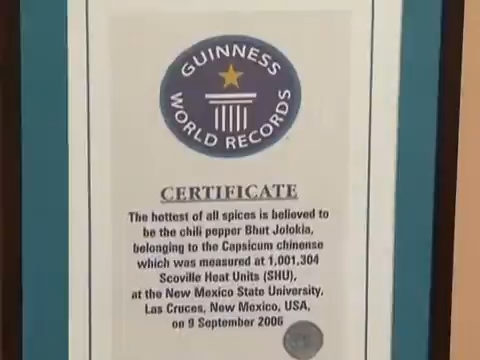 GUINNESS
WORLD RECORDS
CERTIFICATE
The hottest of all spices is believed to
be the chili pepper Bhut Jolokia,
belonging to the Capsicum chinense
which was measured at 1,001,304
Scoville Heat Units (SHU),
at the New Mexico State University,
Las Cruces, New Mexico, USA,
on 9 September 2006